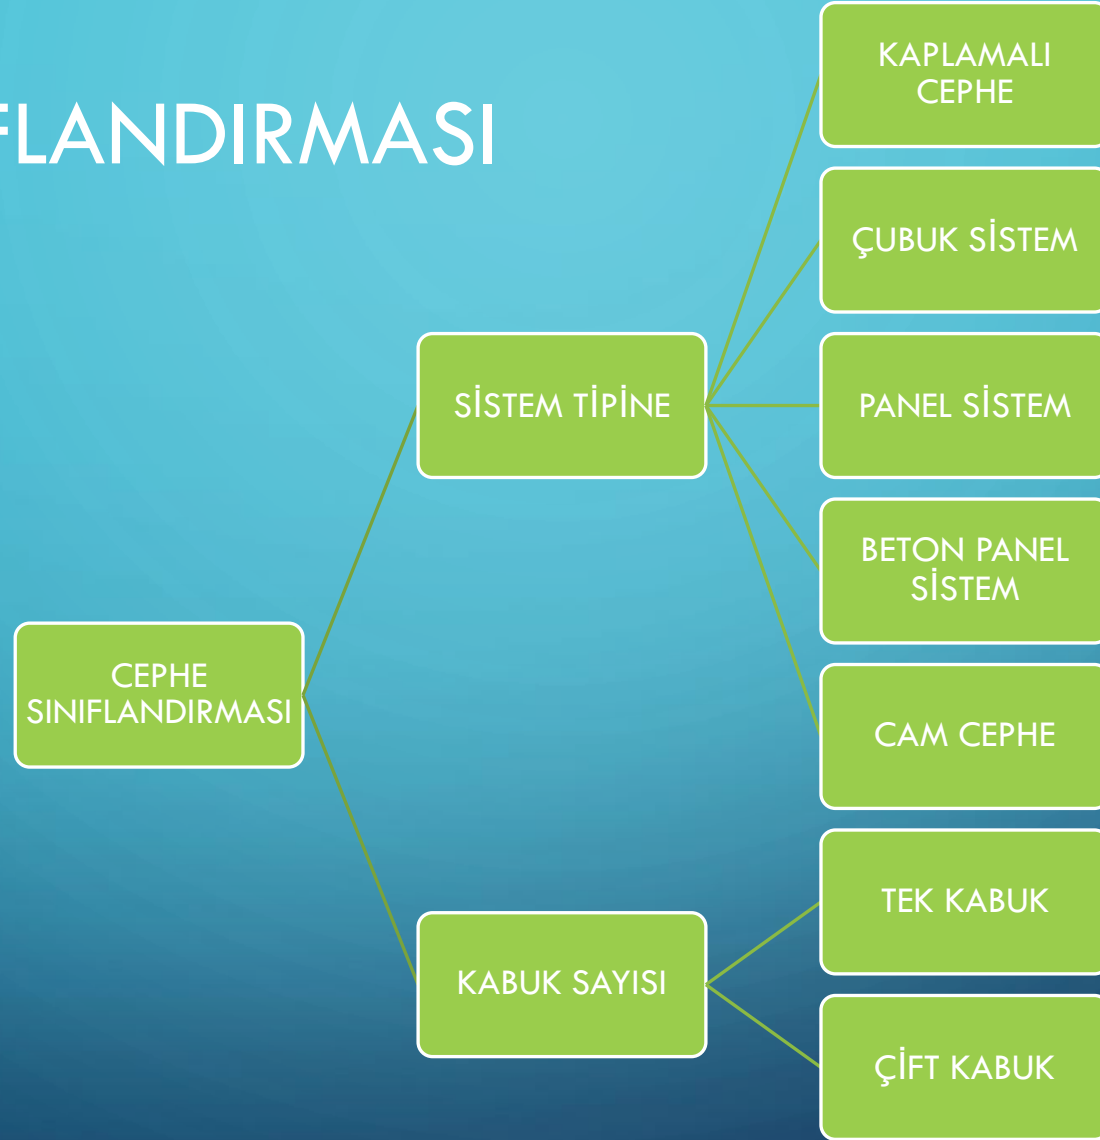 FLANDIRMASI
KAPLAMALI
CEPHE
ÇUBUK SİSTEM
SİSTEM TİPİNE
PANEL SİSTEM
BETON PANEL
SİSTEM
CEPHE
SINIFLANDIRMASI
CAM CEPHE
TEK KABUK
KABUK SAYISI
ÇİFT KABUK